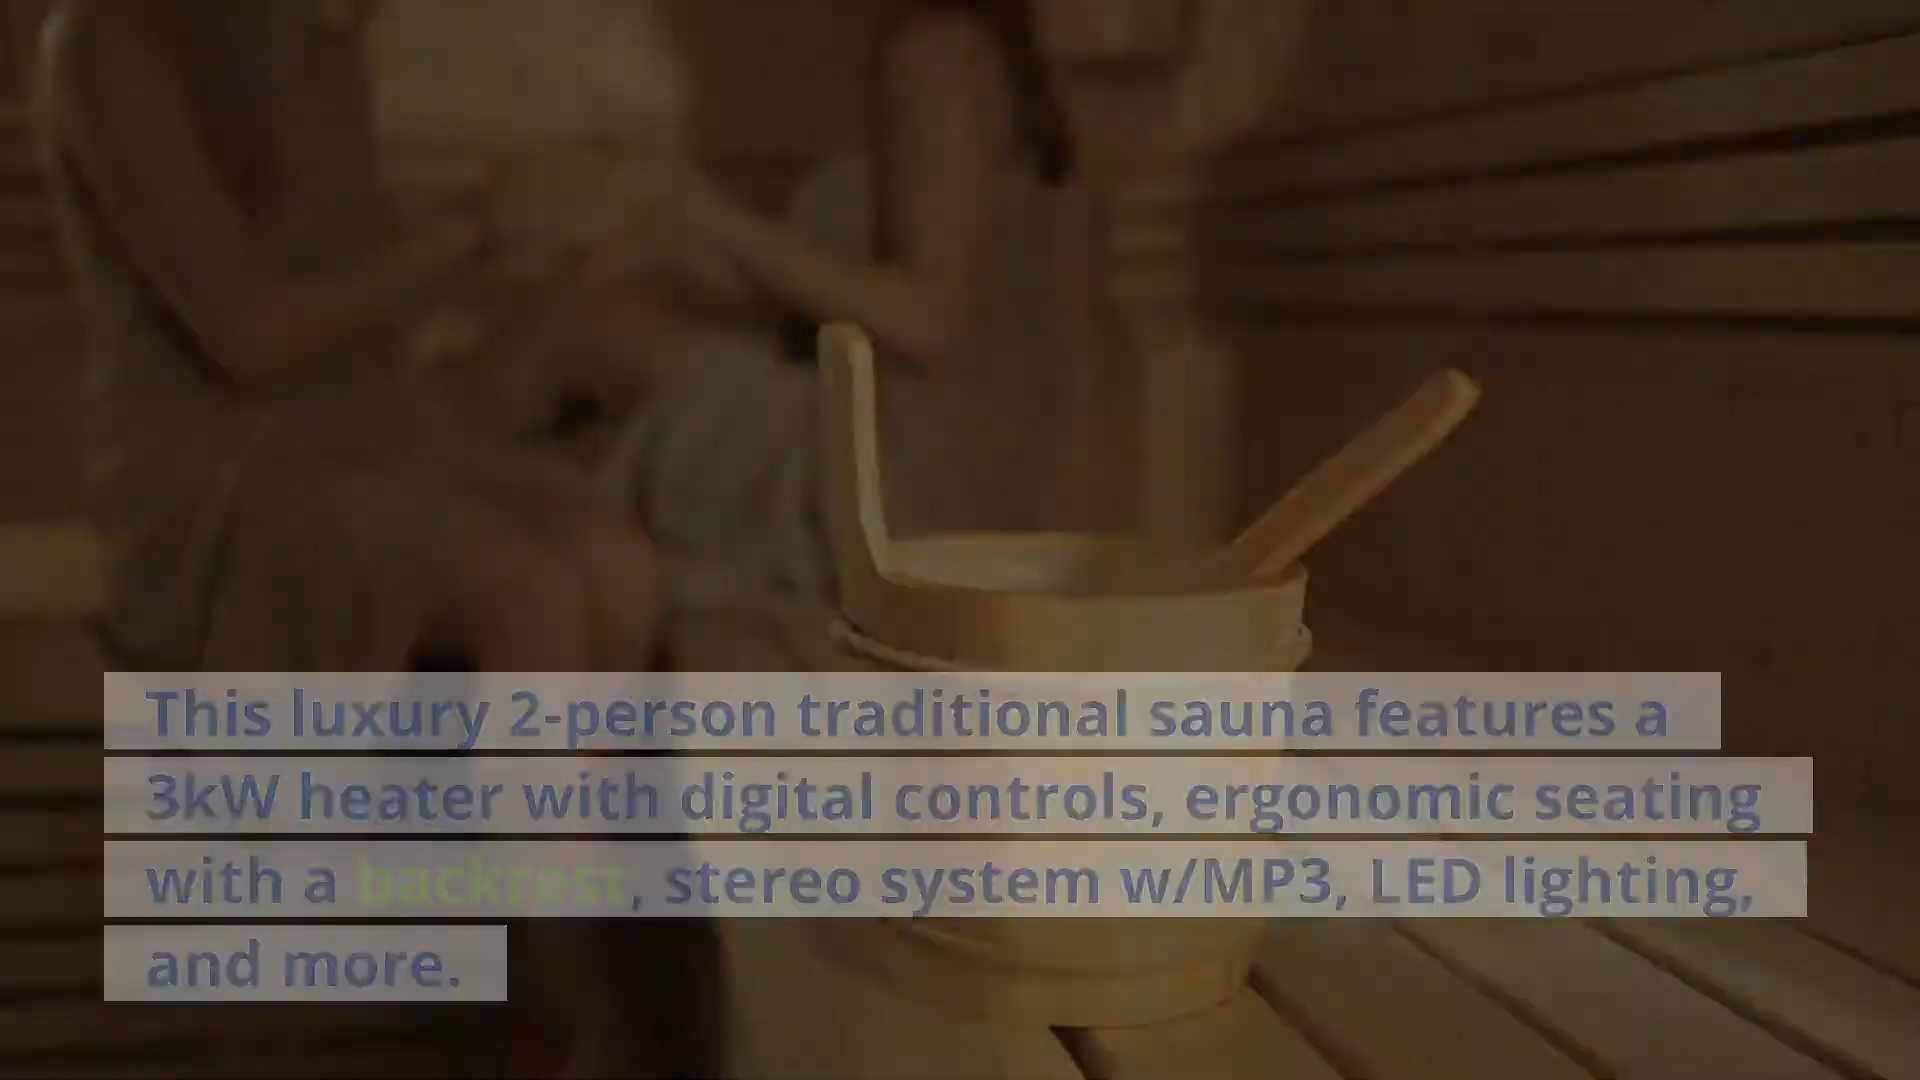 This luxury 2-person traditional sauna features a
3kW heater with digital controls, ergonomic seating
with a backrest, stereo system w/MP3, LED lighting,
and more.